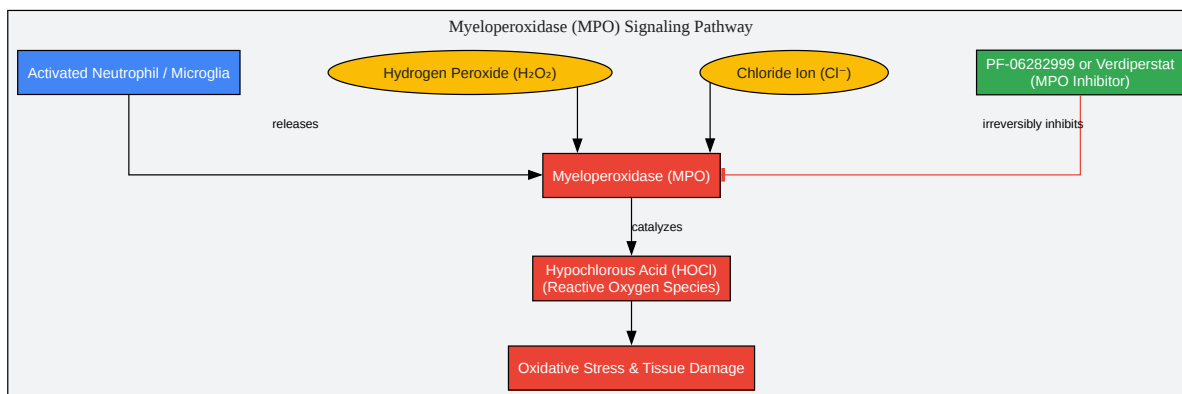 Myeloperoxidase (MPO) Signaling Pathway
Activated Neutrophil / Microglia
Hydrogen Peroxide (H₂O₂)
Chloride Ion (Cl⁻)
PF-06282999 or Verdiperstat
(MPO Inhibitor)
releases
irreversibly inhibits
Myeloperoxidase (MPO)
catalyzes
Hypochlorous Acid (HOCl)
(Reactive Oxygen Species)
Oxidative Stress & Tissue Damage